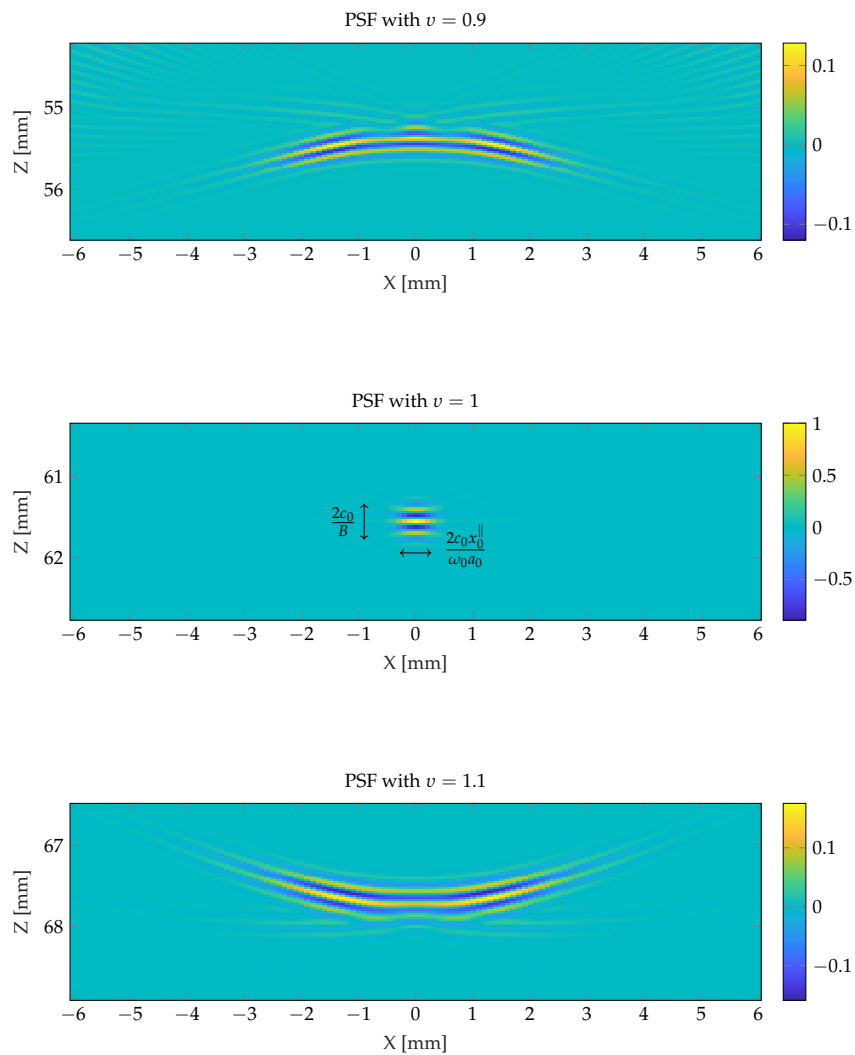 PSF with v = 0.9
0.1
0
−0.1
55
56
Z [mm]
−6 −5 −4 −3 −2 −1 0 1 2 3 4 5 6
X [mm]
PSF with v = 1
1
0.5
0
−0.5
61
62
Z [mm]
2c₀/B
2c₀x₀^∥/ω₀a₀
−6 −5 −4 −3 −2 −1 0 1 2 3 4 5 6
X [mm]
PSF with v = 1.1
0.1
0
−0.1
67
68
Z [mm]
−6 −5 −4 −3 −2 −1 0 1 2 3 4 5 6
X [mm]